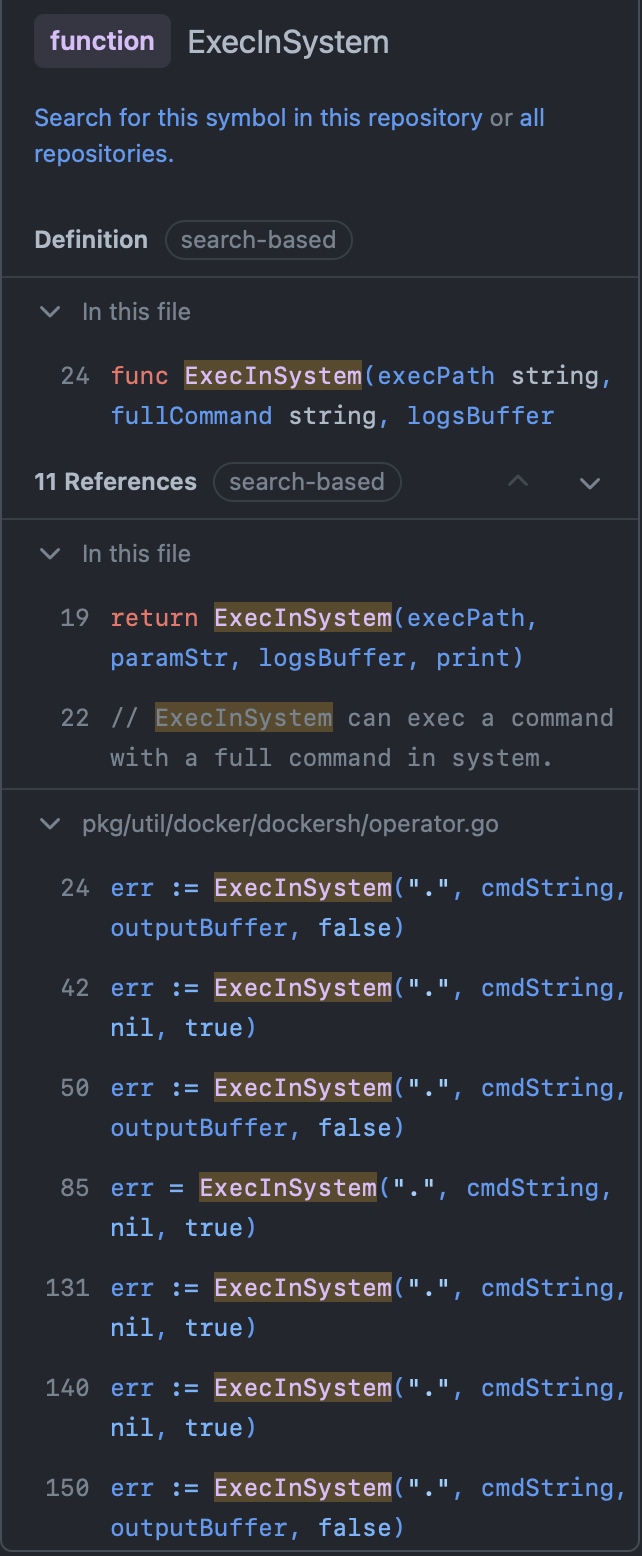 function ExecInSystem
Search for this symbol in this repository or all
repositories.
Definition search-based
In this file
24 func ExecInSystem(execPath string,
fullCommand string, logsBuffer
11 References search-based
In this file
19 return ExecInSystem(execPath,
paramStr, logsBuffer, print)
22 // ExecInSystem can exec a command
with a full command in system.
pkg/util/docker/dockersh/operator.go
24 err := ExecInSystem(".", cmdString,
outputBuffer, false)
42 err := ExecInSystem(".", cmdString,
nil, true)
50 err := ExecInSystem(".", cmdString,
outputBuffer, false)
85 err = ExecInSystem(".", cmdString,
nil, true)
131 err := ExecInSystem(".", cmdString,
nil, true)
140 err := ExecInSystem(".", cmdString,
nil, true)
150 err := ExecInSystem(".", cmdString,
outputBuffer, false)